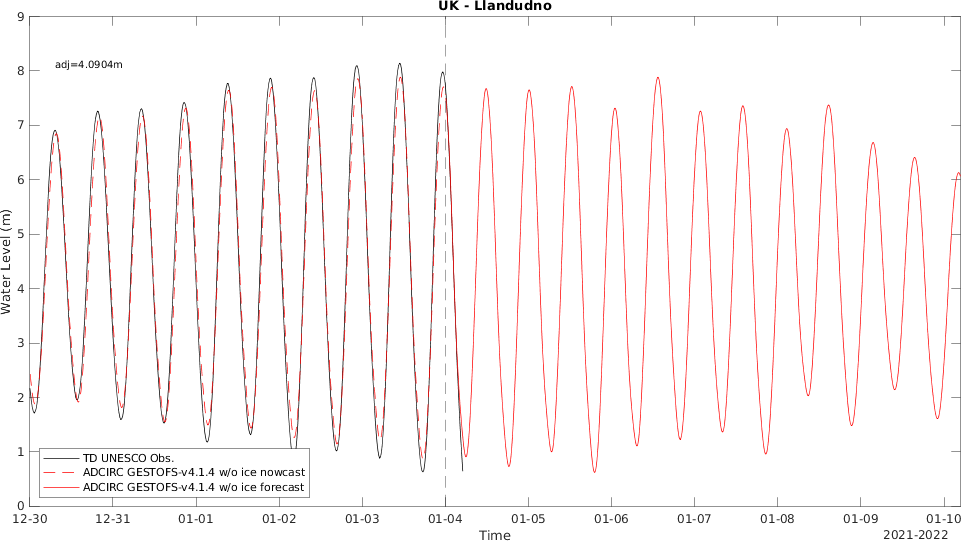 UK - Llandudno
9
8
7
6
5
4
3
2
1
0
adj=4.0904m
Water Level (m)
TD UNESCO Obs.
ADCIRC GESTOFS-v4.1.4 w/o ice nowcast
ADCIRC GESTOFS-v4.1.4 w/o ice forecast
12-30 12-31 01-01 01-02 01-03 01-04 01-05 01-06 01-07 01-08 01-09 01-10
Time
2021-2022